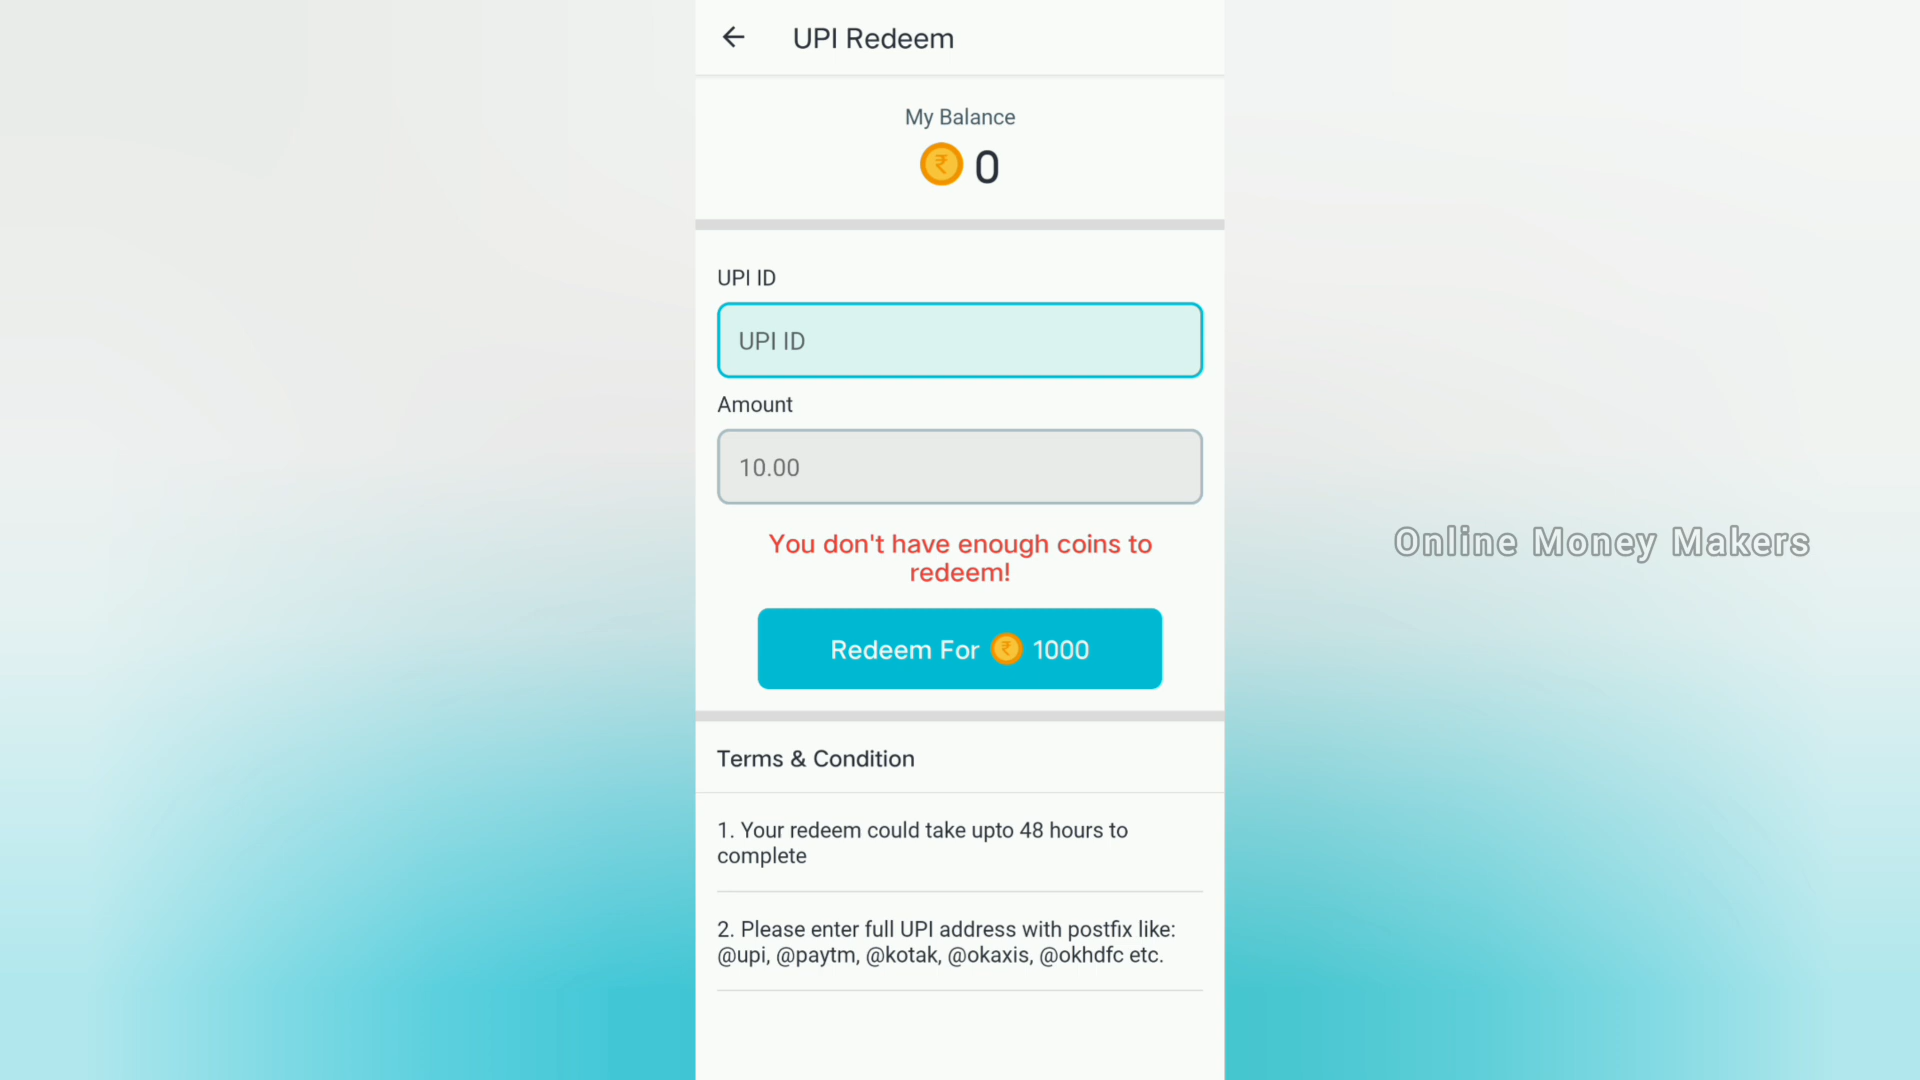 UPI Redeem
My Balance
0
UPI ID
UPI ID
Amount
10.00
You don't have enough coins to
redeem!
Redeem For ₹ 1000
Online Money Makers
Terms & Condition
1. Your redeem could take upto 48 hours to
complete
2. Please enter full UPI address with postfix like:
@upi, @paytm, @kotak, @okaxis, @okhdfc etc.